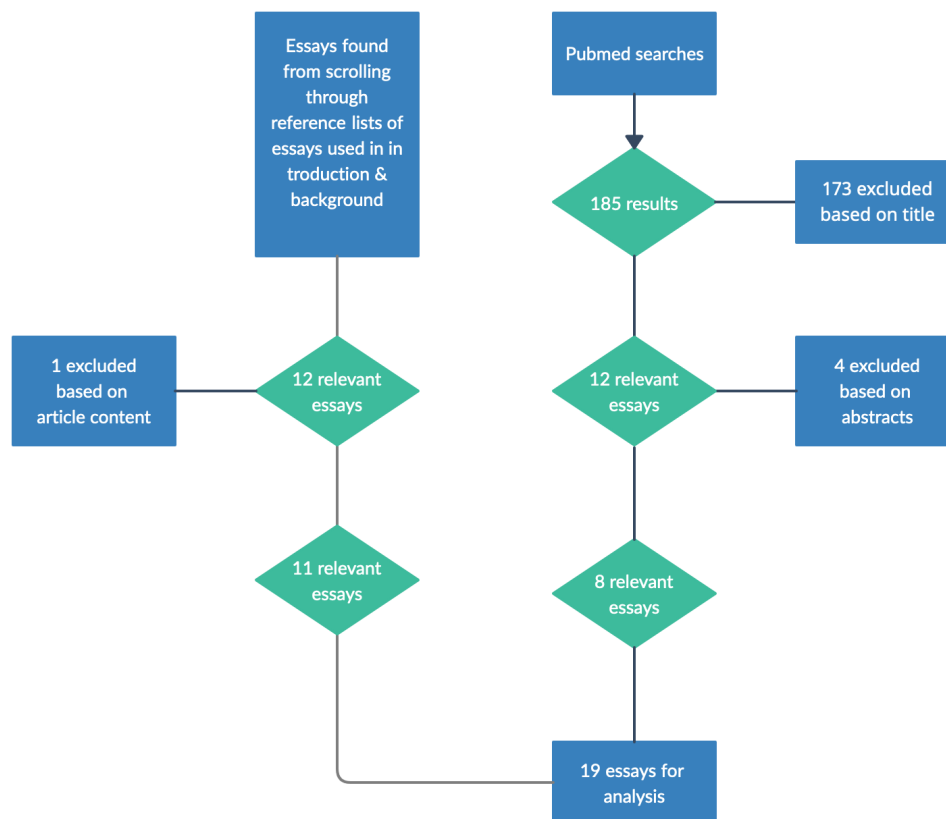 Essays found
from scrolling
through
reference lists of
essays used in in
troduction &
background
Pubmed searches
185 results
173 excluded
based on title
1 excluded
based on
article content
12 relevant
essays
12 relevant
essays
4 excluded
based on
abstracts
11 relevant
essays
8 relevant
essays
19 essays for
analysis